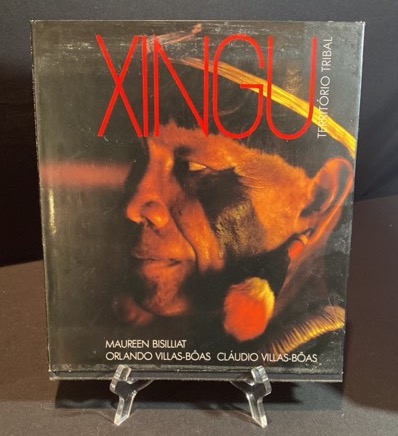 XINGU
TERRITÓRIO TRIBAL
MAUREEN BISILLIAT
ORLANDO VILLAS-BÔAS CLÁUDIO VILLAS-BÔAS